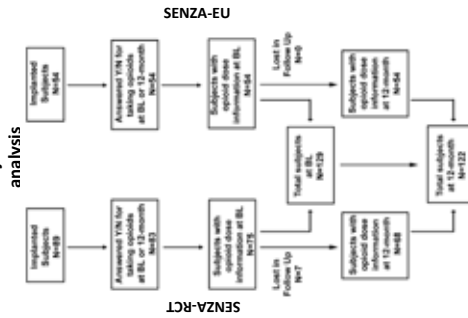 analysis
SENZA-EU
Implanted
Subjects
N=54
Answered Y/N for
taking opioids
at BL or 12-month
N=54
Subjects with
opioid dose
information at BL
N=54
Lost in
Follow Up
N=0
Subjects with
opioid dose
information
at 12-month
N=54
Total subjects
at BL
N=129
Total subjects
at 12-month
N=122
SENZA-RCT
Implanted
Subjects
N=89
Answered Y/N for
taking opioids
at BL or 12-month
N=83
Subjects with
opioid dose
information at BL
N=75
Lost in
Follow Up
N=7
Subjects with
opioid dose
information
at 12-month
N=68